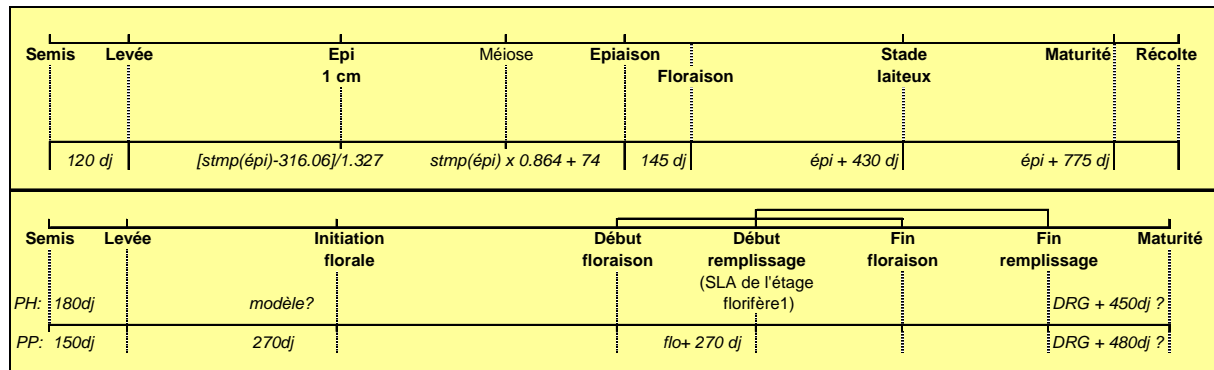 Semis Levée Epi Méiose Epiaison Stade Maturité Récolte
1 cm Floraison laiteux
120 dj [stmp(épi)-316.06]/1.327 stmp(épi) x 0.864 + 74 145 dj épi + 430 dj épi + 775 dj
Semis Levée Initiation Début Début Fin Fin Maturité
florale floraison remplissage floraison remplissage
(SLA de l'étage
florifère1)
PH: 180dj modèle? DRG + 450dj ?
PP: 150dj 270dj flo+ 270 dj DRG + 480dj ?